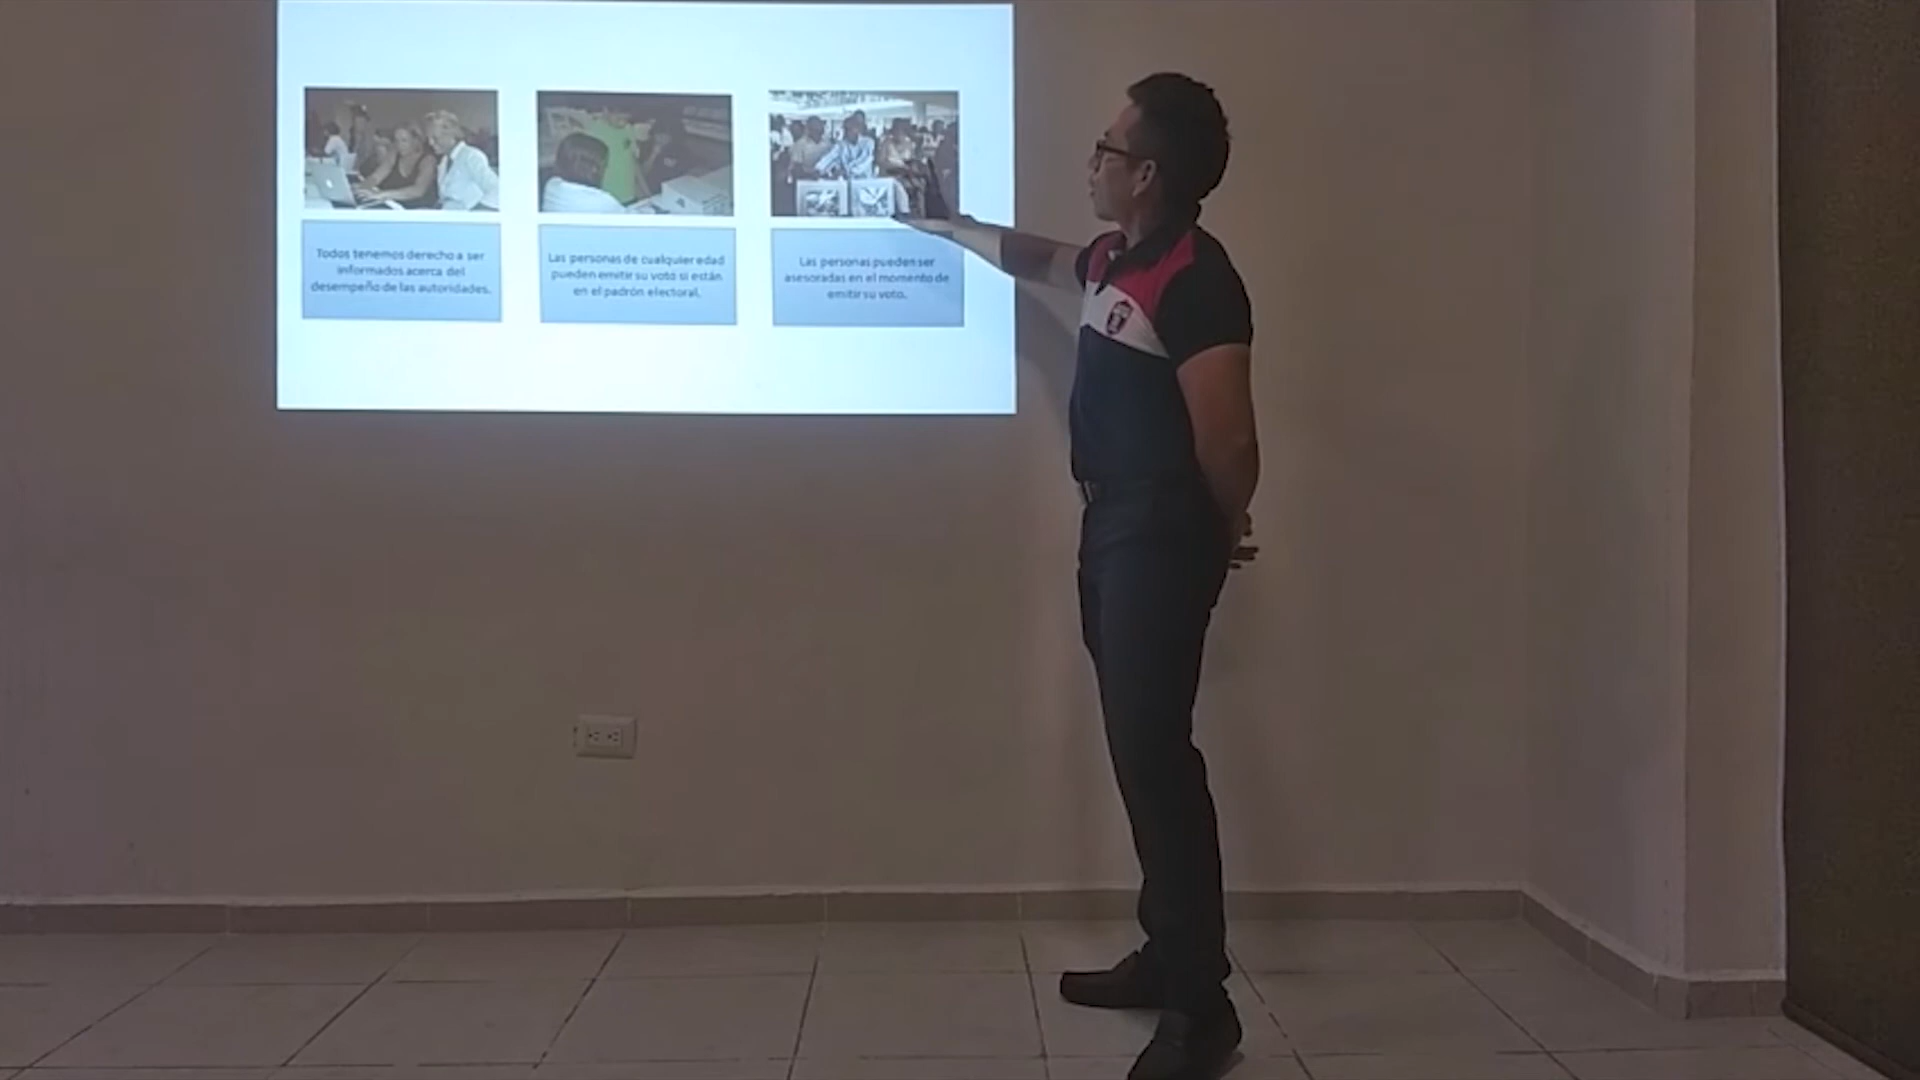 Todos tenemos derecho a ser
informados acerca del
desempeño de las autoridades.
Las personas de cualquier edad
pueden emitir su voto si están
en el padrón electoral.
Las personas pueden ser
asesoradas en el momento de
emitir su voto.